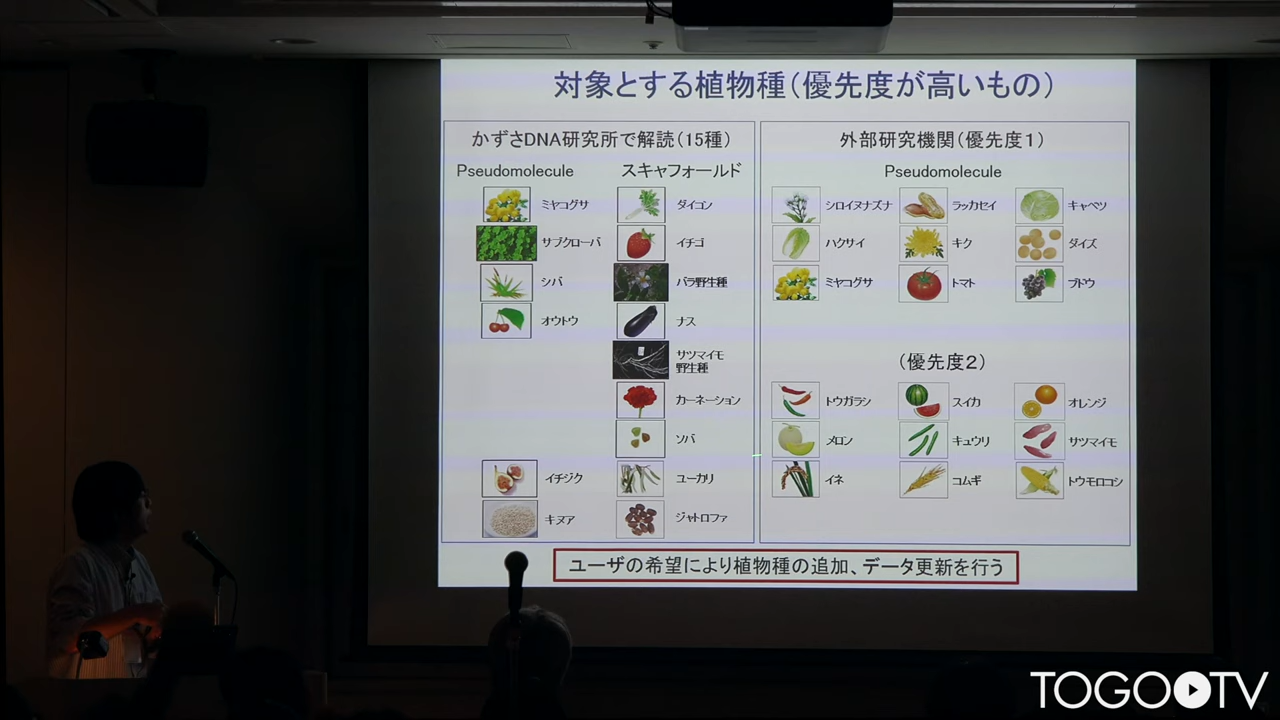 対象とする植物種(優先度が高いもの)
かずさDNA研究所で解読(15種)
Pseudomolecule
スキャフォールド
ミヤコグサ
ダイコン
サブクローバ
イチゴ
シバ
バラ野生種
オウトウ
ナス
サツマイモ
野生種
カーネーション
ソバ
イチジク
ユーカリ
キヌア
ジャトロファ
外部研究機関(優先度1)
Pseudomolecule
シロイヌナズナ
ラッカセイ
キャベツ
ハクサイ
キク
ダイズ
ミヤコグサ
トマト
ブドウ
(優先度2)
トウガラシ
スイカ
オレンジ
メロン
キュウリ
サツマイモ
イネ
コムギ
トウモロコシ
ユーザの希望により植物種の追加、データ更新を行う
TOGO TV